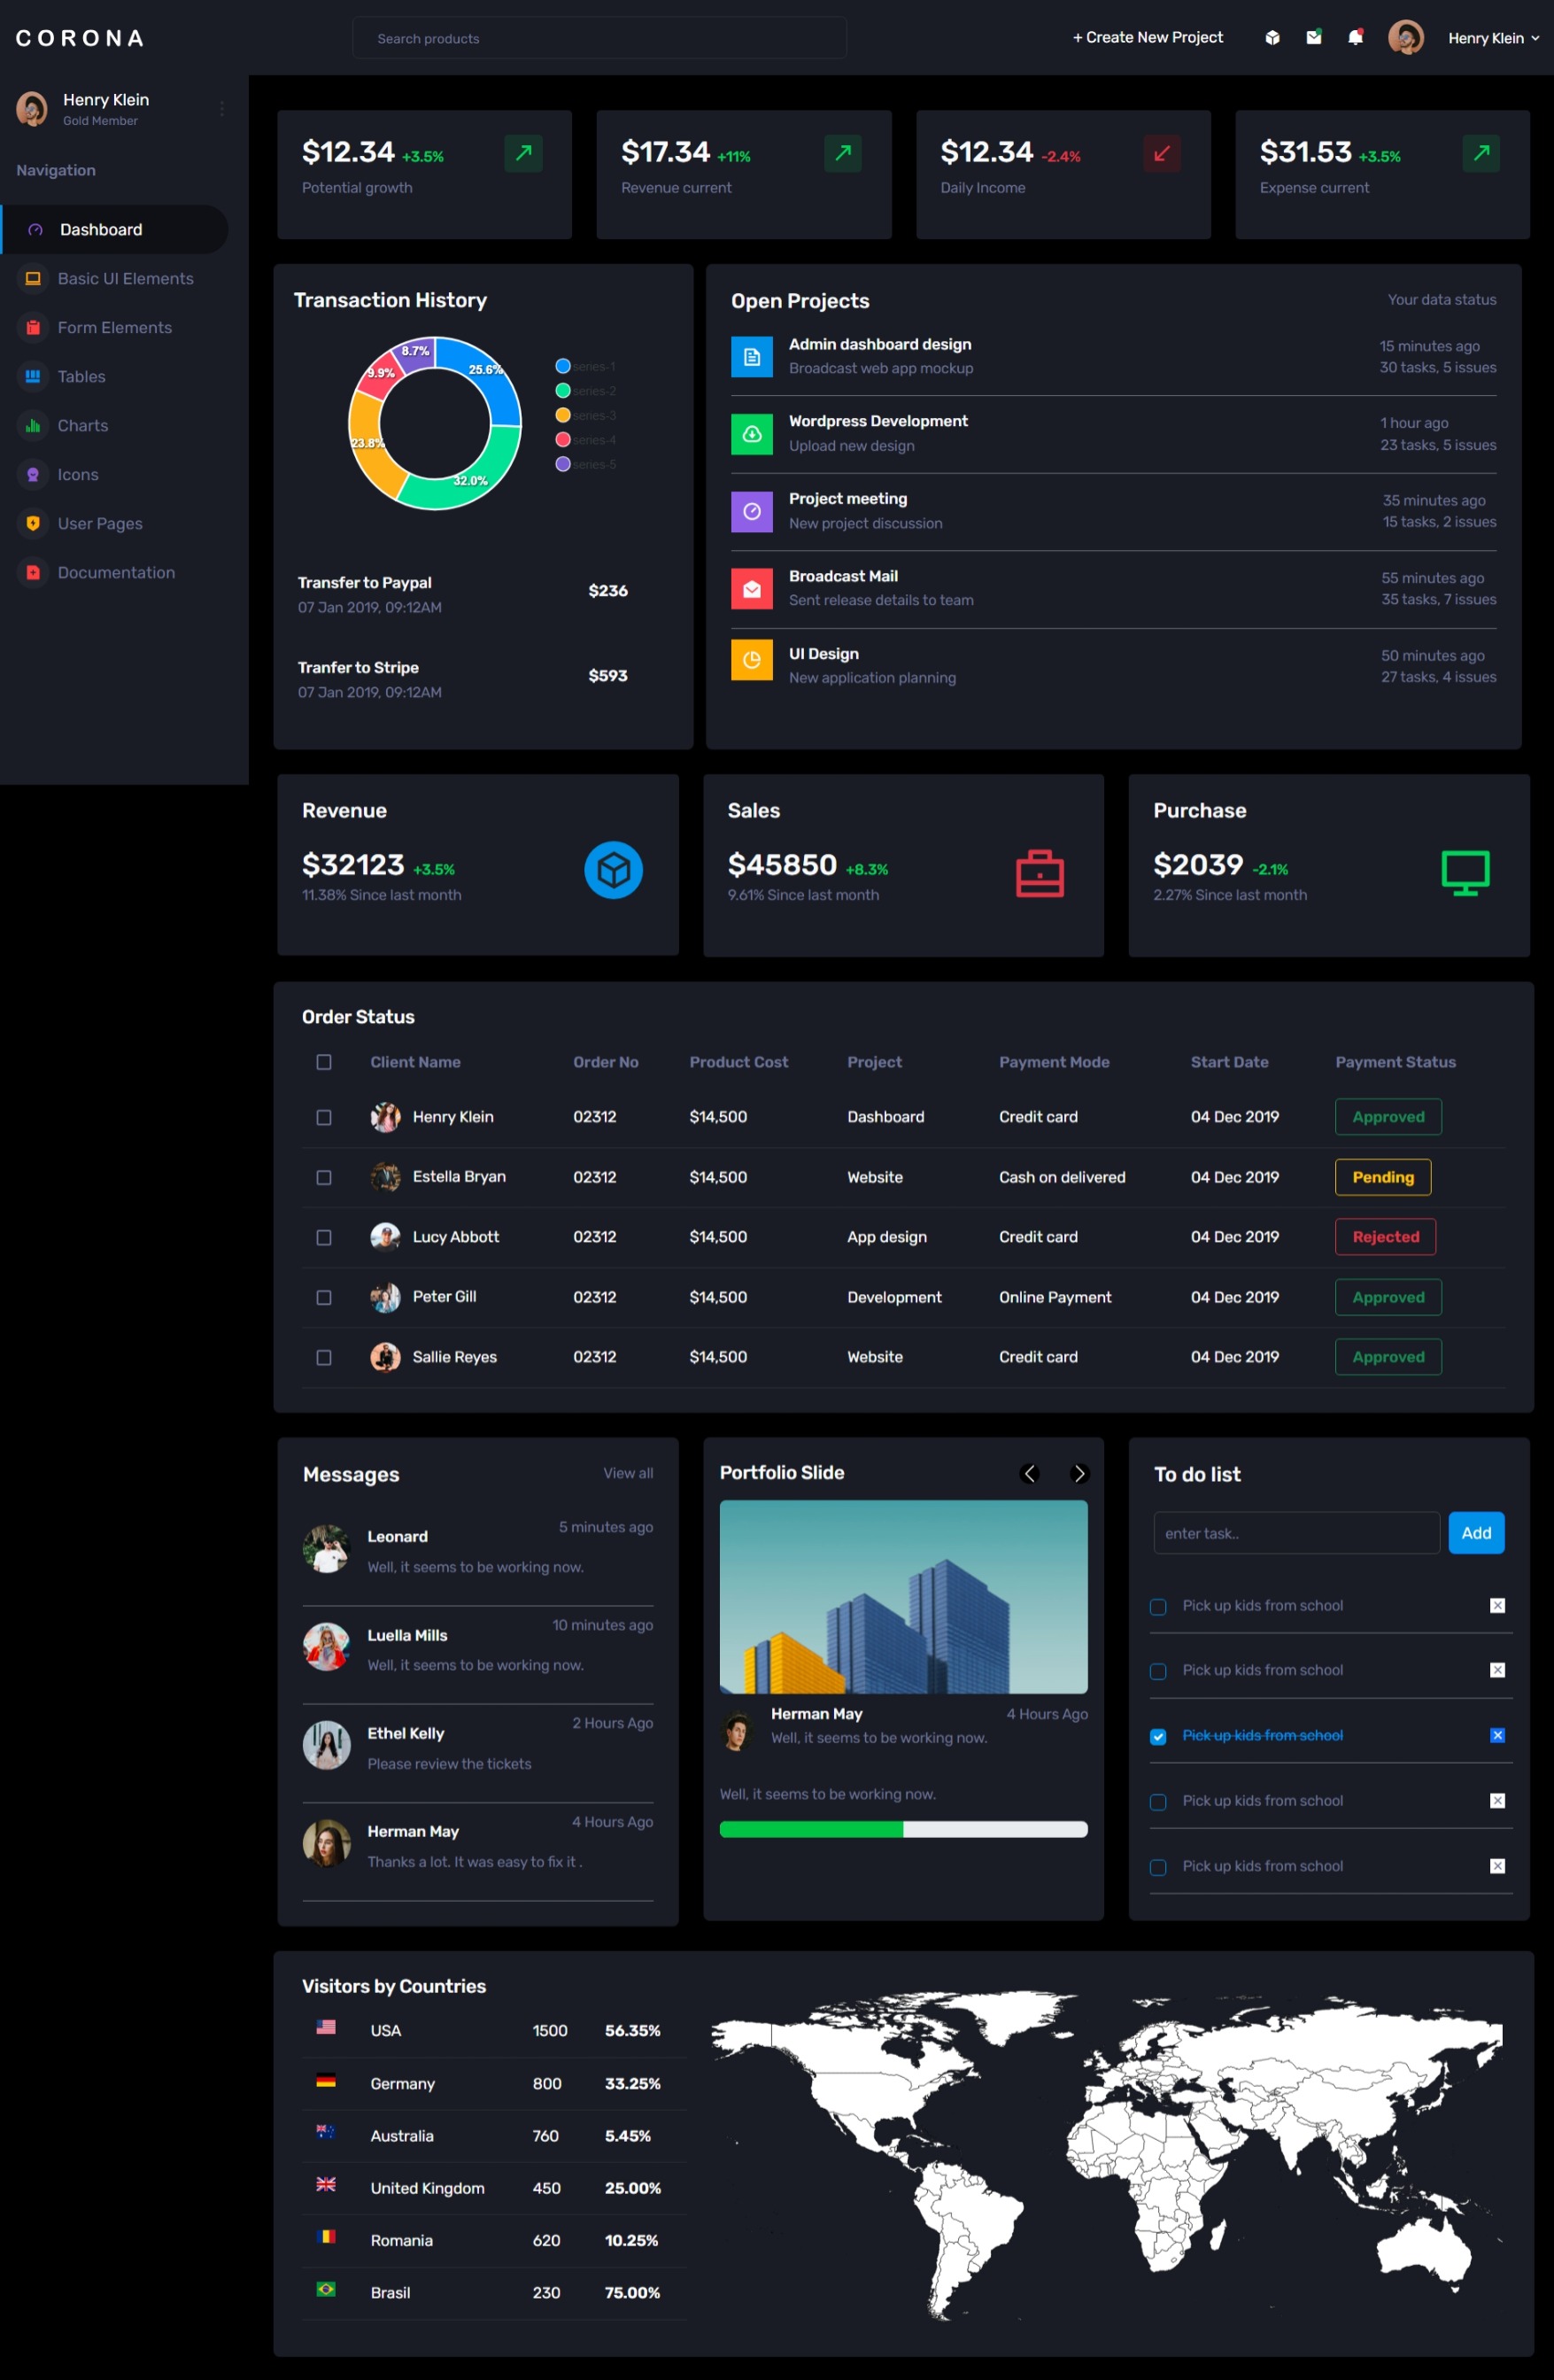 CORONA
Search products
+ Create New Project
Henry Klein
Henry Klein
Gold Member
Navigation
Dashboard
Basic UI Elements
Form Elements
Tables
Charts
Icons
User Pages
Documentation
$12.34 +3.5%
Potential growth
$17.34 +11%
Revenue current
$12.34 -2.4%
Daily Income
$31.53 +3.5%
Expense current
Transaction History
8.7%
25.6%
9.9%
23.8%
32.0%
series-1
series-2
series-3
series-4
series-5
Transfer to Paypal
$236
07 Jan 2019, 09:12AM
Tranfer to Stripe
$593
07 Jan 2019, 09:12AM
Open Projects
Your data status
Admin dashboard design
15 minutes ago
Broadcast web app mockup
30 tasks, 5 issues
Wordpress Development
1 hour ago
Upload new design
23 tasks, 5 issues
Project meeting
35 minutes ago
New project discussion
15 tasks, 2 issues
Broadcast Mail
55 minutes ago
Sent release details to team
35 tasks, 7 issues
UI Design
50 minutes ago
New application planning
27 tasks, 4 issues
Revenue
$32123 +3.5%
11.38% Since last month
Sales
$45850 +8.3%
9.61% Since last month
Purchase
$2039 -2.1%
2.27% Since last month
Order Status
Client Name Order No Product Cost Project Payment Mode Start Date Payment Status
Henry Klein 02312 $14,500 Dashboard Credit card 04 Dec 2019 Approved
Estella Bryan 02312 $14,500 Website Cash on delivered 04 Dec 2019 Pending
Lucy Abbott 02312 $14,500 App design Credit card 04 Dec 2019 Rejected
Peter Gill 02312 $14,500 Development Online Payment 04 Dec 2019 Approved
Sallie Reyes 02312 $14,500 Website Credit card 04 Dec 2019 Approved
Messages
View all
Leonard
5 minutes ago
Well, it seems to be working now.
Luella Mills
10 minutes ago
Well, it seems to be working now.
Ethel Kelly
2 Hours Ago
Please review the tickets
Herman May
4 Hours Ago
Thanks a lot. It was easy to fix it .
Portfolio Slide
Herman May
4 Hours Ago
Well, it seems to be working now.
Well, it seems to be working now.
To do list
enter task..
Add
Pick up kids from school
Pick up kids from school
Pick up kids from school
Pick up kids from school
Pick up kids from school
Visitors by Countries
USA 1500 56.35%
Germany 800 33.25%
Australia 760 5.45%
United Kingdom 450 25.00%
Romania 620 10.25%
Brasil 230 75.00%